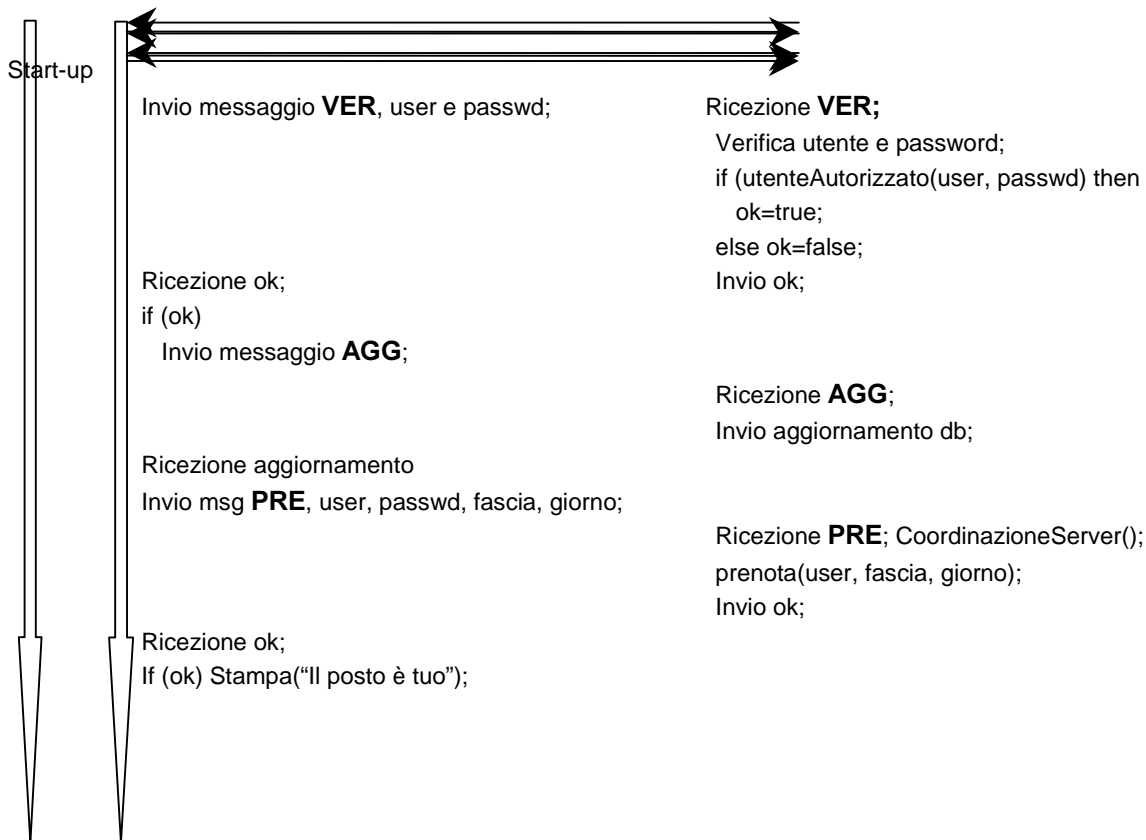 Start-up
Invio messaggio VER, user e passwd;
Ricezione VER;
Verifica utente e password;
if (utenteAutorizzato(user, passwd) then
ok=true;
else ok=false;
Ricezione ok;
Invio ok;
if (ok)
Invio messaggio AGG;
Ricezione AGG;
Invio aggiornamento db;
Ricezione aggiornamento
Invio msg PRE, user, passwd, fascia, giorno;
Ricezione PRE; CoordinazioneServer();
prenota(user, fascia, giorno);
Invio ok;
Ricezione ok;
If (ok) Stampa(“Il posto è tuo”);